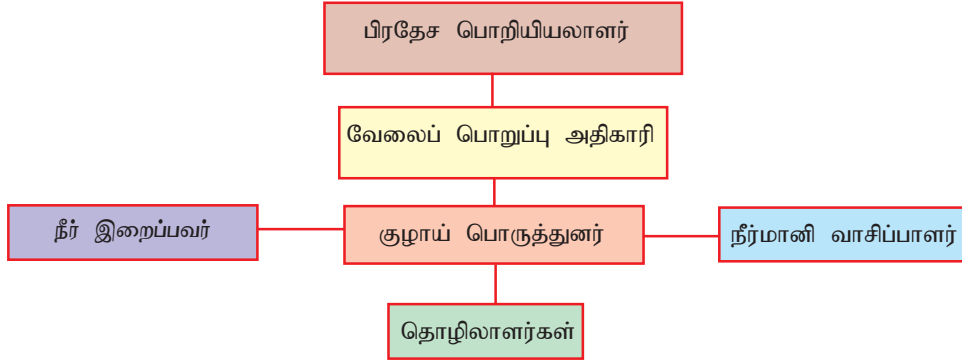 பிரதேச பொறியியலாளர்
வேலைப் பொறுப்பு அதிகாரி
நீர் இறைப்பவர்
குழாய் பொருத்துனர்
நீர்மானி வாசிப்பாளர்
தொழிலாளர்கள்